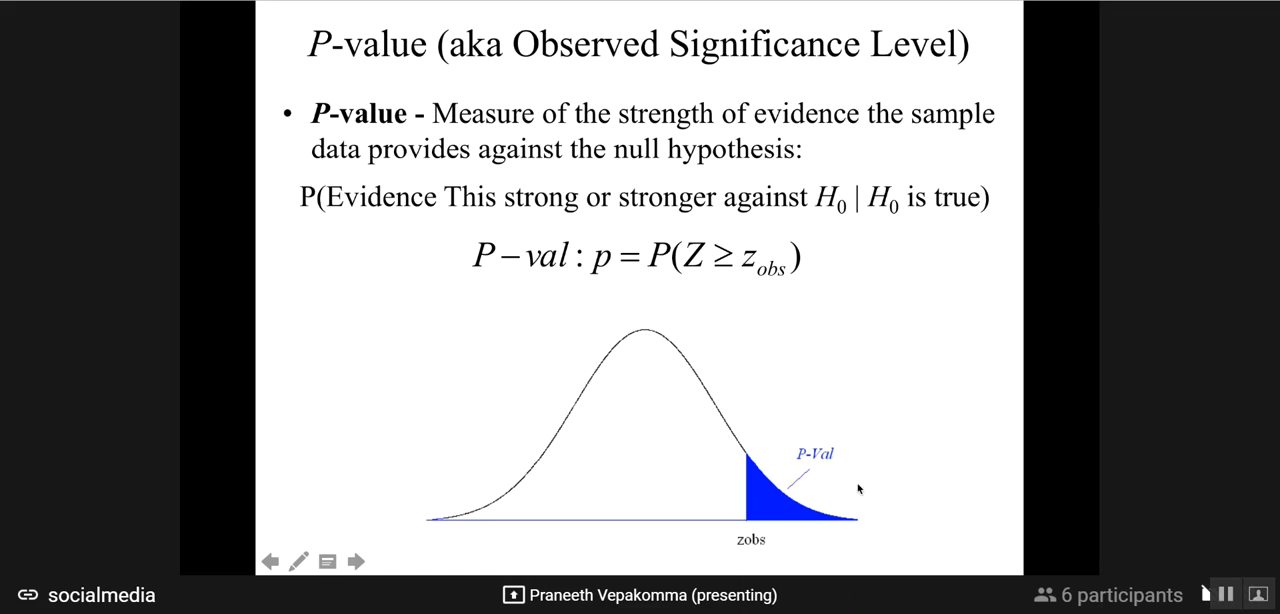 P-value (aka Observed Significance Level)
• P-value - Measure of the strength of evidence the sample
data provides against the null hypothesis:
P(Evidence This strong or stronger against H₀ | H₀ is true)
P – val : p = P(Z ≥ z_obs)
P-Val
zobs
socialmedia
Praneeth Vepakomma (presenting)
6 participants